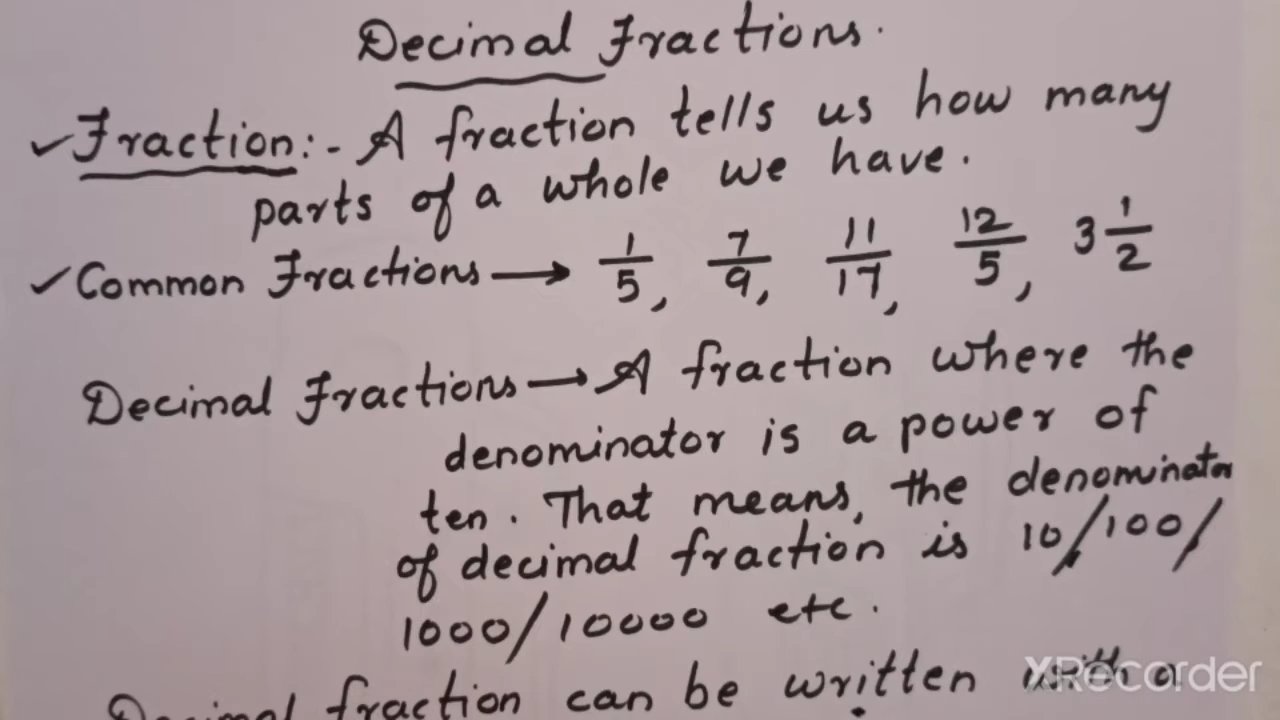 Decimal Fractions.
✓Fraction:- A fraction tells us how many
parts of a whole we have.
✓Common Fractions → 1/5, 7/9, 11/17, 12/5, 3 1/2
Decimal Fractions → A fraction where the
denominator is a power of
ten. That means, the denominator
of decimal fraction is 10/100/
1000/10000 etc.
Decimal fraction can be written with a
XRecorder